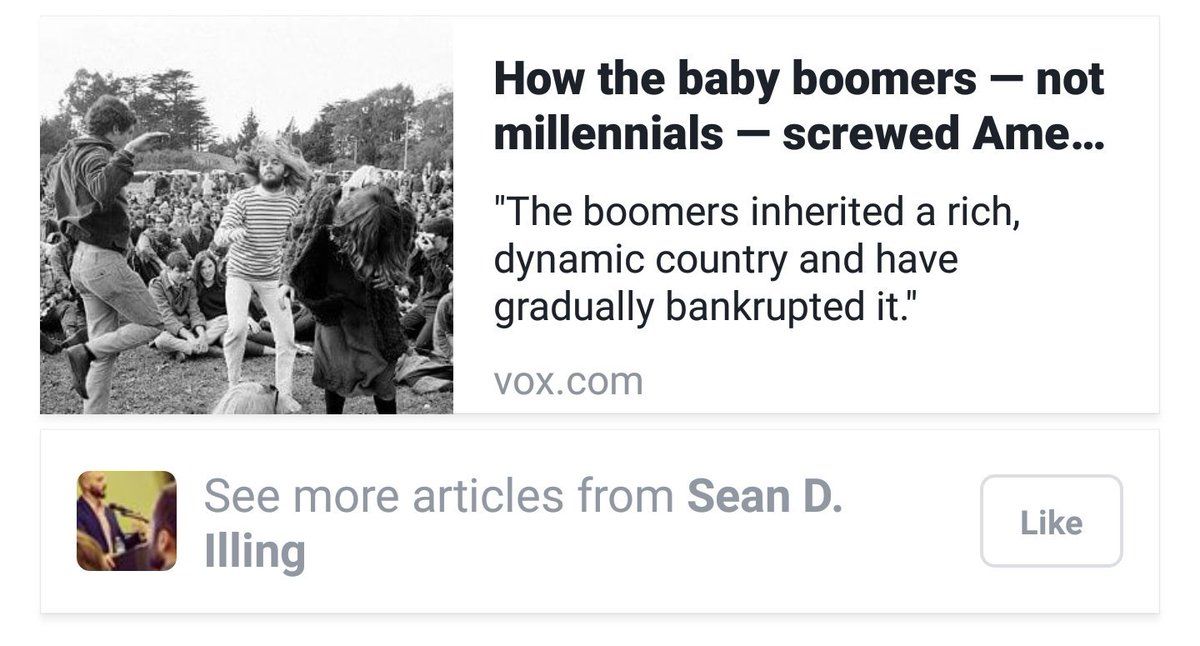 How the baby boomers — not
millennials — screwed Ame...
"The boomers inherited a rich,
dynamic country and have
gradually bankrupted it."
vox.com
See more articles from Sean D.
Illing
Like